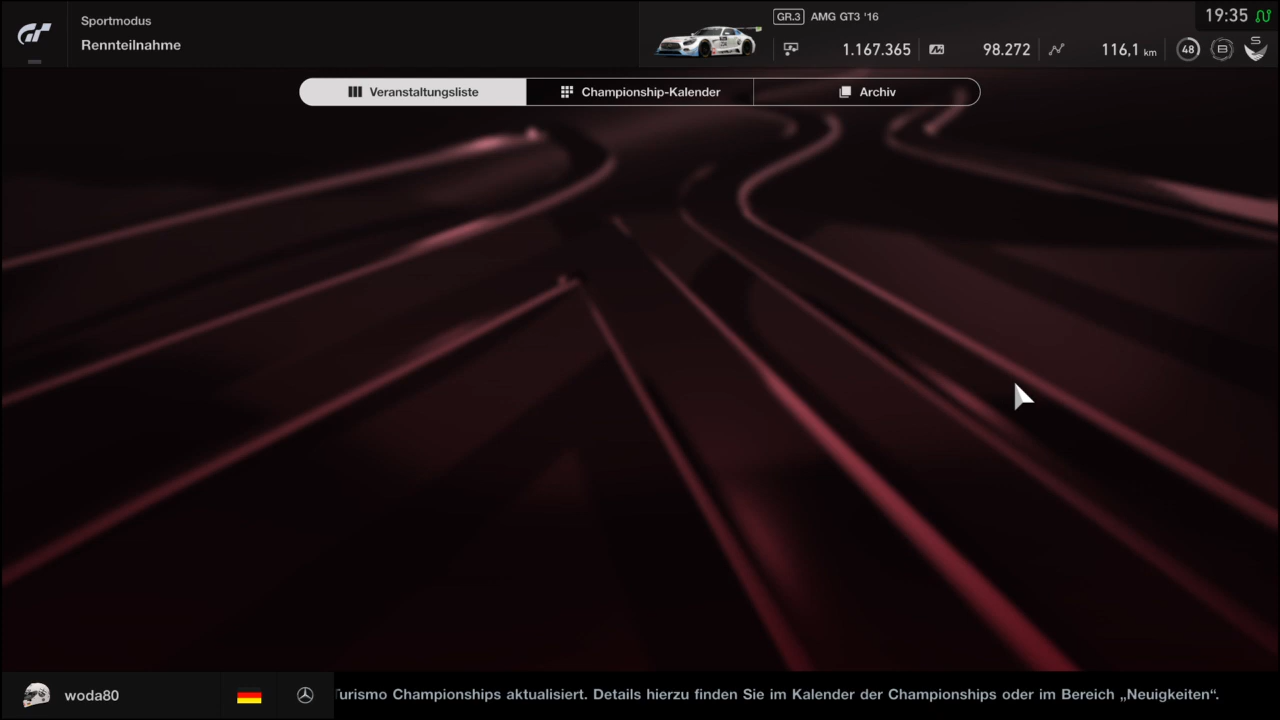 Sportmodus
Rennteilnahme
GR.3 AMG GT3 '16
19:35
1.167.365 98.272 116,1 km 48 B S
Veranstaltungsliste Championship-Kalender Archiv
woda80
Turismo Championships aktualisiert. Details hierzu finden Sie im Kalender der Championships oder im Bereich „Neuigkeiten“.